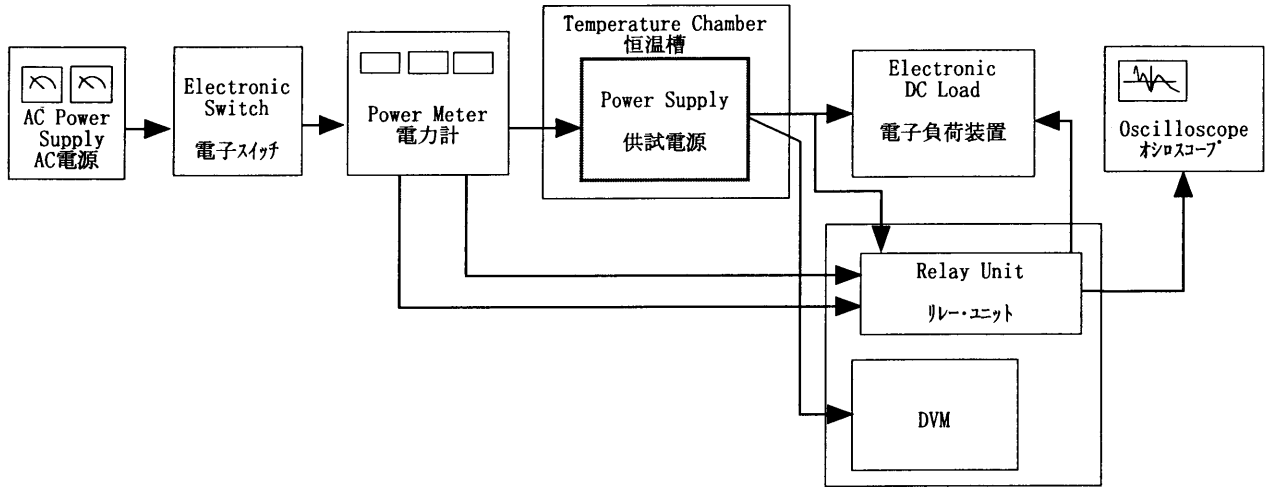 AC Power
Supply
AC電源
Electronic
Switch
電子スイッチ
Power Meter
電力計
Temperature Chamber
恒温槽
Power Supply
供試電源
Electronic
DC Load
電子負荷装置
Oscilloscope
オシロスコープ
Relay Unit
リレー・ユニット
DVM